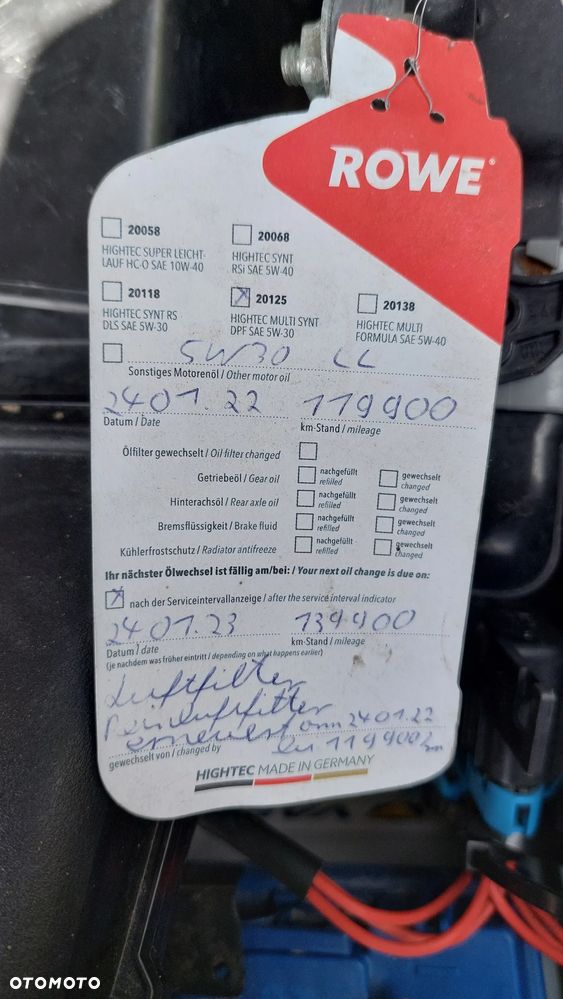 ROWE
20058
HIGHTEC SUPER LEICHT-
LAUF HC-O SAE 10W-40
20068
HIGHTEC SYNT
RSi SAE 5W-40
20118
HIGHTEC SYNT RS
DLS SAE 5W-30
20125
HIGHTEC MULTI SYNT
DPF SAE 5W-30
20138
HIGHTEC MULTI
FORMULA SAE 5W-40
5W30 LL
Sonstiges Motorenöl / Other motor oil
24 01.22 119900
Datum / Date km-Stand / mileage
Ölfilter gewechselt / Oil filter changed
Getriebeöl / Gear oil nachgefüllt refilled gewechselt changed
Hinterachsöl / Rear axle oil nachgefüllt refilled gewechselt changed
Bremsflüssigkeit / Brake fluid nachgefüllt refilled gewechselt changed
Kühlerfrostschutz / Radiator antifreeze nachgefüllt refilled gewechselt changed
Ihr nächster Ölwechsel ist fällig am/bei: / Your next oil change is due on:
nach der Serviceintervallanzeige / after the service interval indicator
24 01.23 139900
Datum / date km-Stand / mileage
(je nachdem was früher eintritt / depending on what happens earlier)
Luftfilter
erneuert am 24 01.22
bei 119900 km
gewechselt von / changed by
HIGHTEC MADE IN GERMANY
OTOMOTO